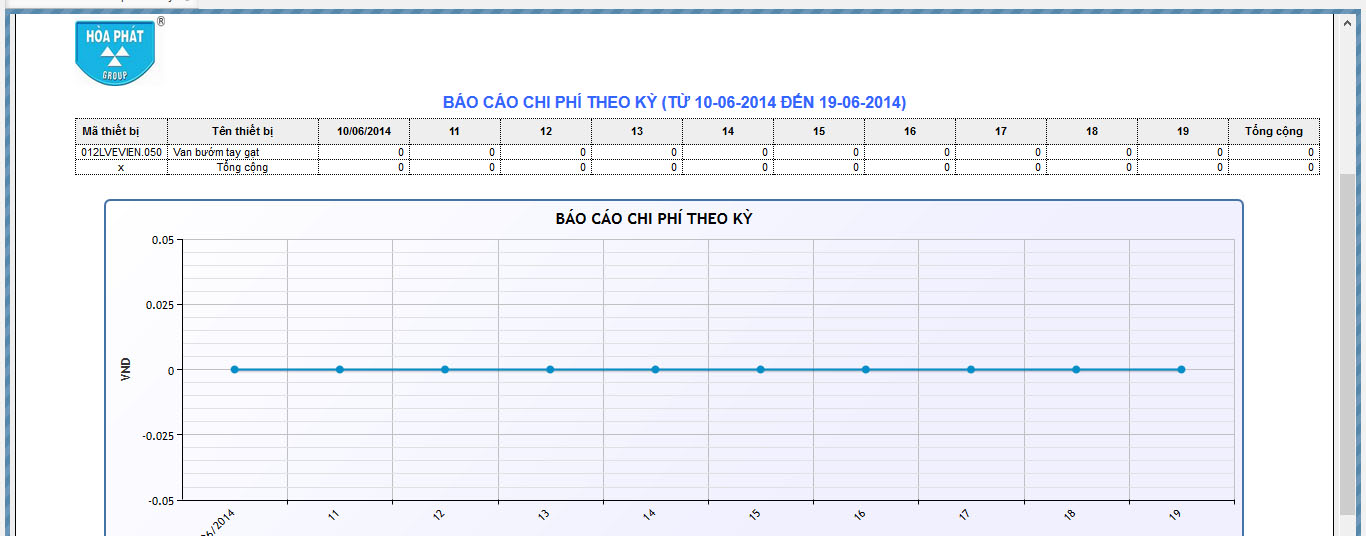 HÒA PHÁT
®
GROUP
BÁO CÁO CHI PHÍ THEO KỲ (TỪ 10-06-2014 ĐẾN 19-06-2014)
Mã thiết bị Tên thiết bị 10/06/2014 11 12 13 14 15 16 17 18 19 Tổng cộng
012LVEVIEN.050 Van bướm tay gạt 0 0 0 0 0 0 0 0 0 0 0
x Tổng cộng 0 0 0 0 0 0 0 0 0 0 0
BÁO CÁO CHI PHÍ THEO KỲ
0.05
0.025
VND
0
-0.025
-0.05
11 12 13 14 15 16 17 18 19